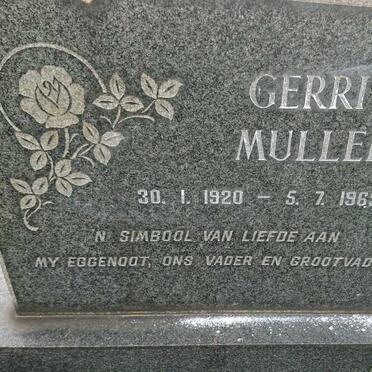 GERRI
MULLE
30. 1. 1920 – 5. 7. 196
'N SIMBOOL VAN LIEFDE AAN
MY EGGENOOT, ONS VADER EN GROOTVAD